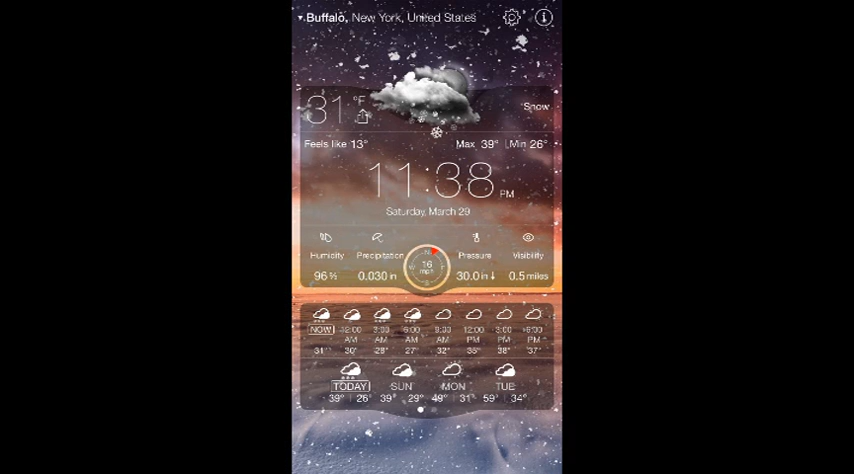 Buffalo, New York, United States
31 °F
Snow
Feels like 13° Max 39° Min 26°
11:38 PM
Saturday, March 29
Humidity Precipitation Pressure Visibility
96% 0.030 in 16 mph 30.0 in↓ 0.5 miles
NOW 12:00 3:00 6:00 9:00 12:00 3:00 6:00
AM AM AM AM PM PM PM
31° 30° 28° 27° 32° 35° 38° 37°
TODAY SUN MON TUE
39° 26° 39° 29° 49° 31° 59° 34°